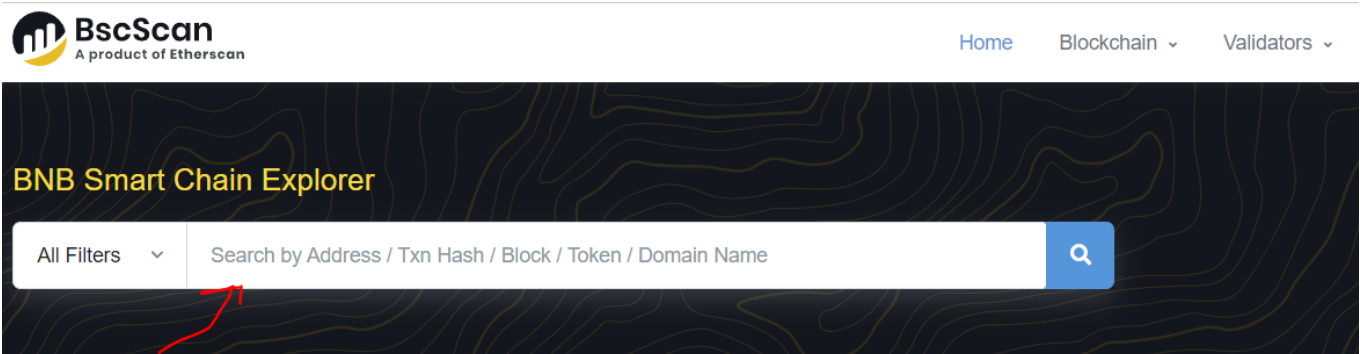 BscScan
A product of Etherscan
Home Blockchain Validators
BNB Smart Chain Explorer
All Filters Search by Address / Txn Hash / Block / Token / Domain Name